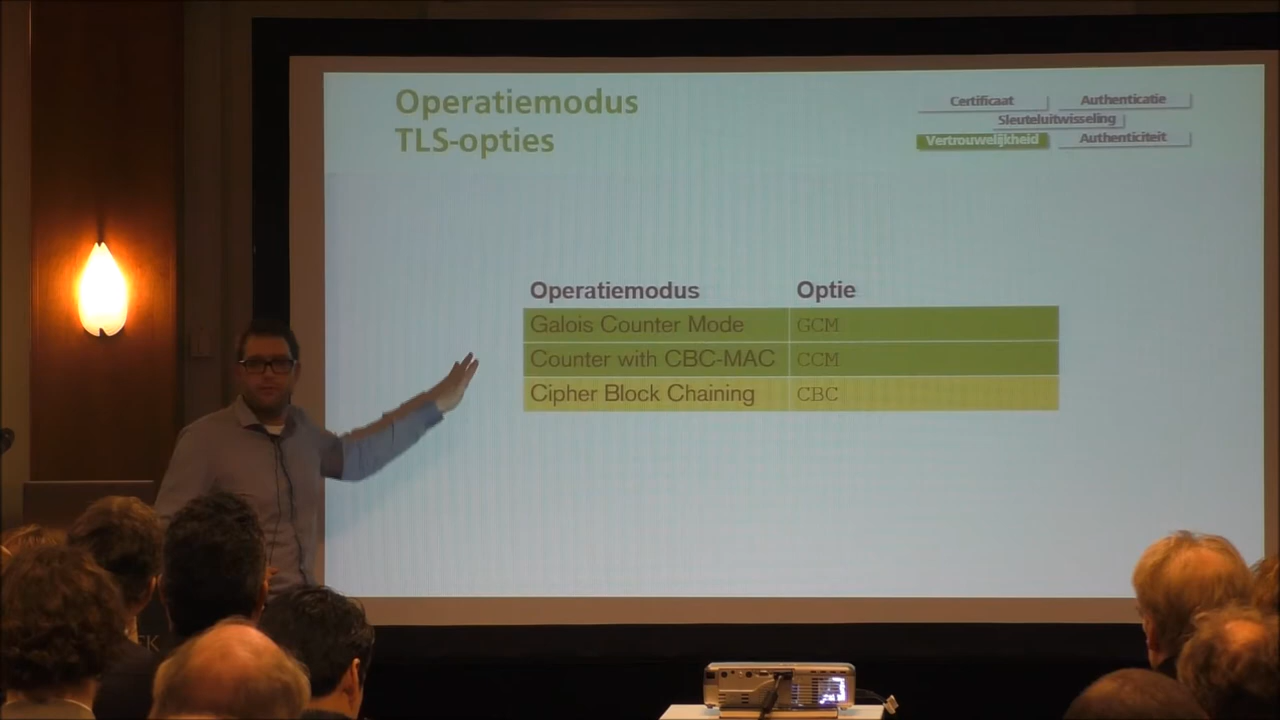 Operatiemodus
TLS-opties
Certificaat Authenticatie
Sleuteluitwisseling
Vertrouwelijkheid Authenticiteit
Operatiemodus Optie
Galois Counter Mode GCM
Counter with CBC-MAC CCM
Cipher Block Chaining CBC